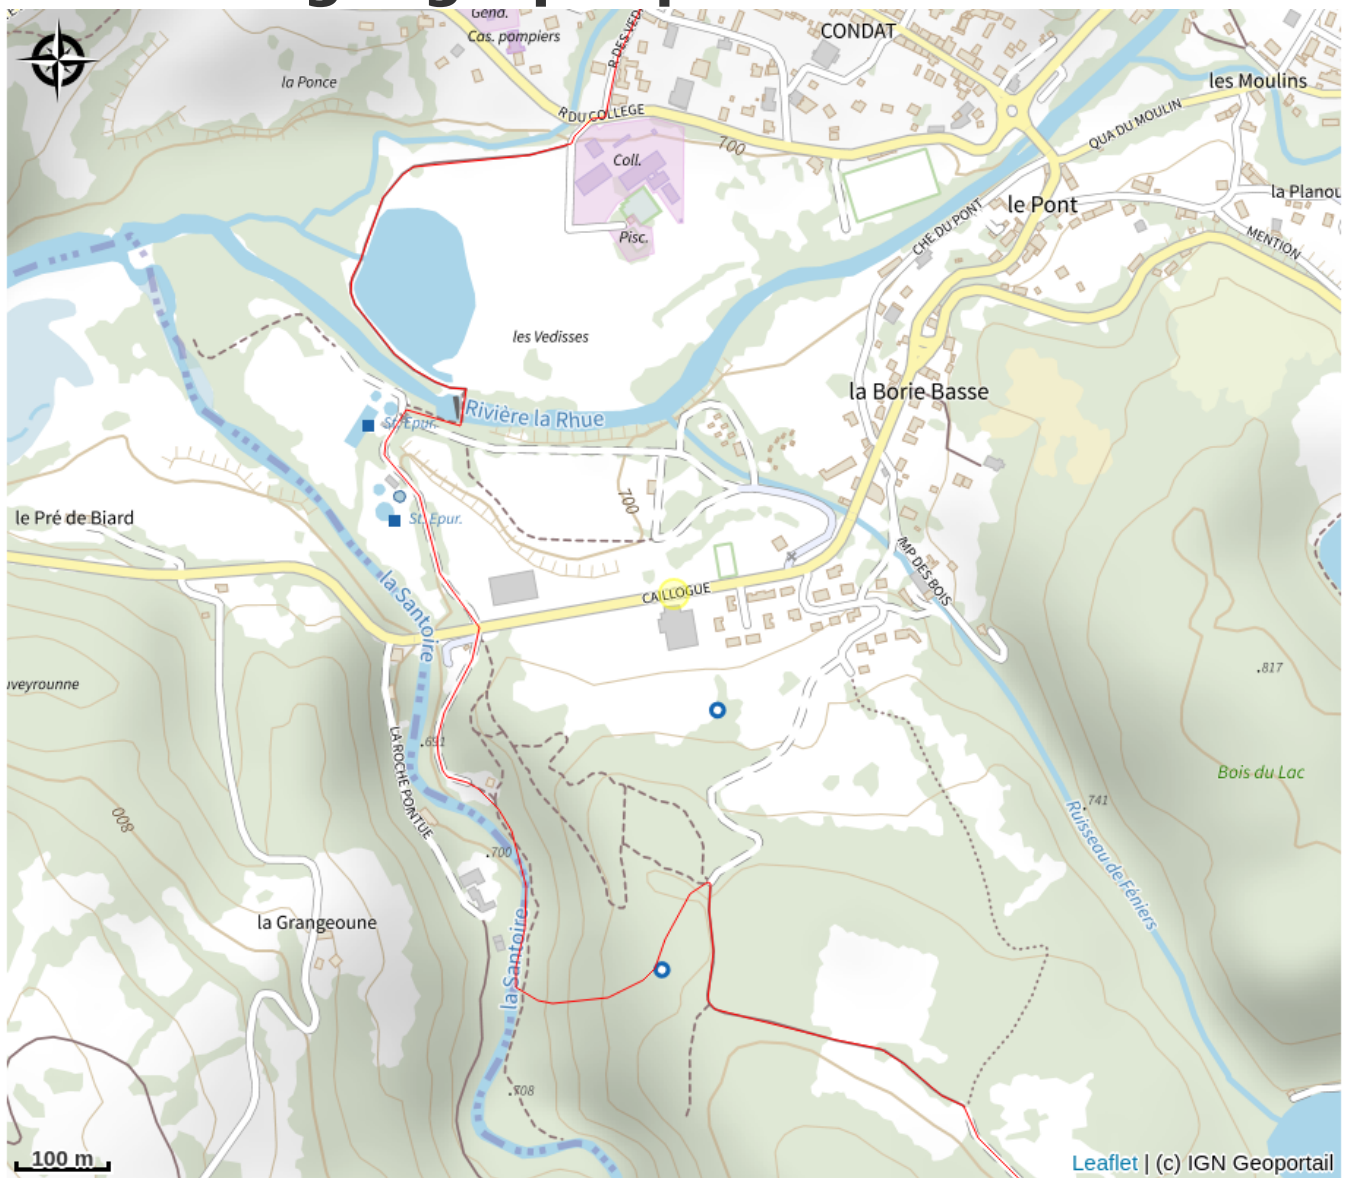 Gend.
Cas. pompiers
R DES VED
CONDAT
la Ponce
les Moulins
R DU COLLEGE
QUA DU MOULIN
700
Coll.
la Planou
le Pont
CHE DU PONT
Pisc.
MENTION
les Vedisses
la Borie Basse
Rivière la Rhue
St. Epur.
700
le Pré de Biard
St. Epur.
IMP DES BOIS
la Santoire
CAILLOGUE
.817
uveyrounne
.691
LA ROCHE POINTUE
Bois du Lac
.741
800
Ruisseau de Féniers
.700
la Grangeoune
la Santoire
.708
100 m
Leaflet | (c) IGN Geoportail